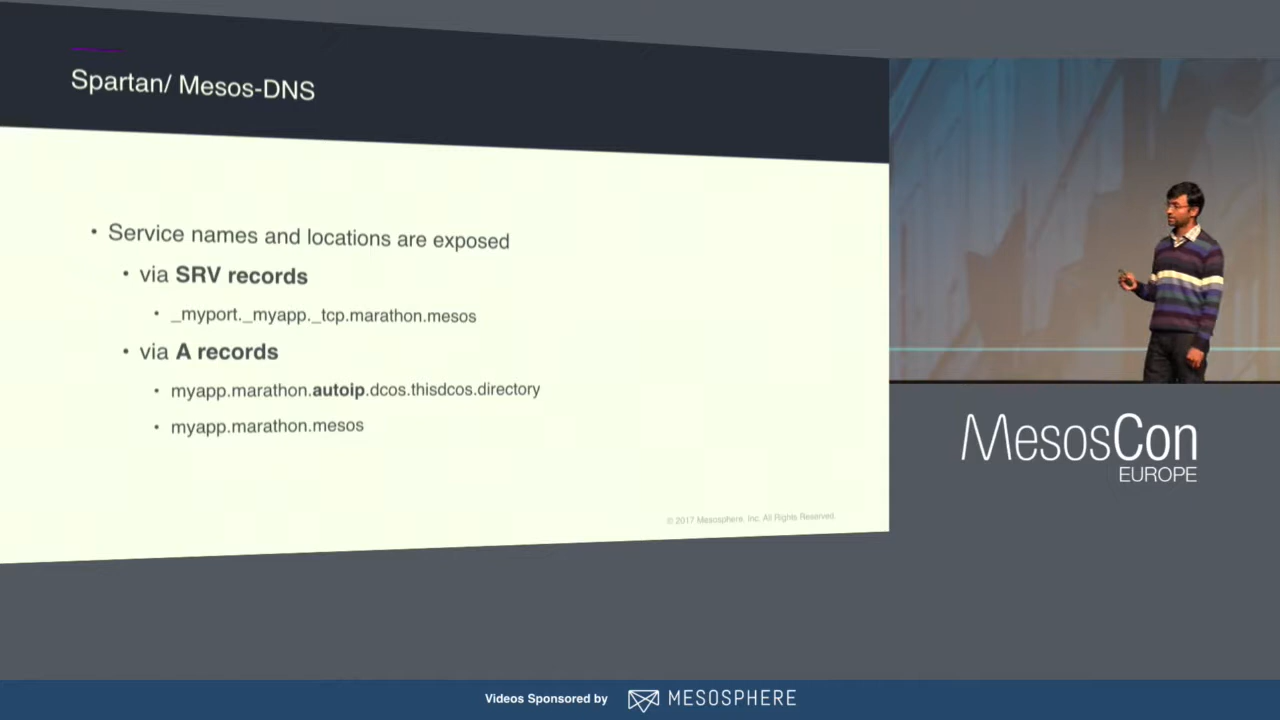 Spartan/ Mesos-DNS
• Service names and locations are exposed
• via SRV records
• _myport._myapp._tcp.marathon.mesos
• via A records
• myapp.marathon.autoip.dcos.thisdcos.directory
• myapp.marathon.mesos
© 2017 Mesosphere, Inc. All Rights Reserved.
MesosCon
EUROPE
Videos Sponsored by MESOSPHERE